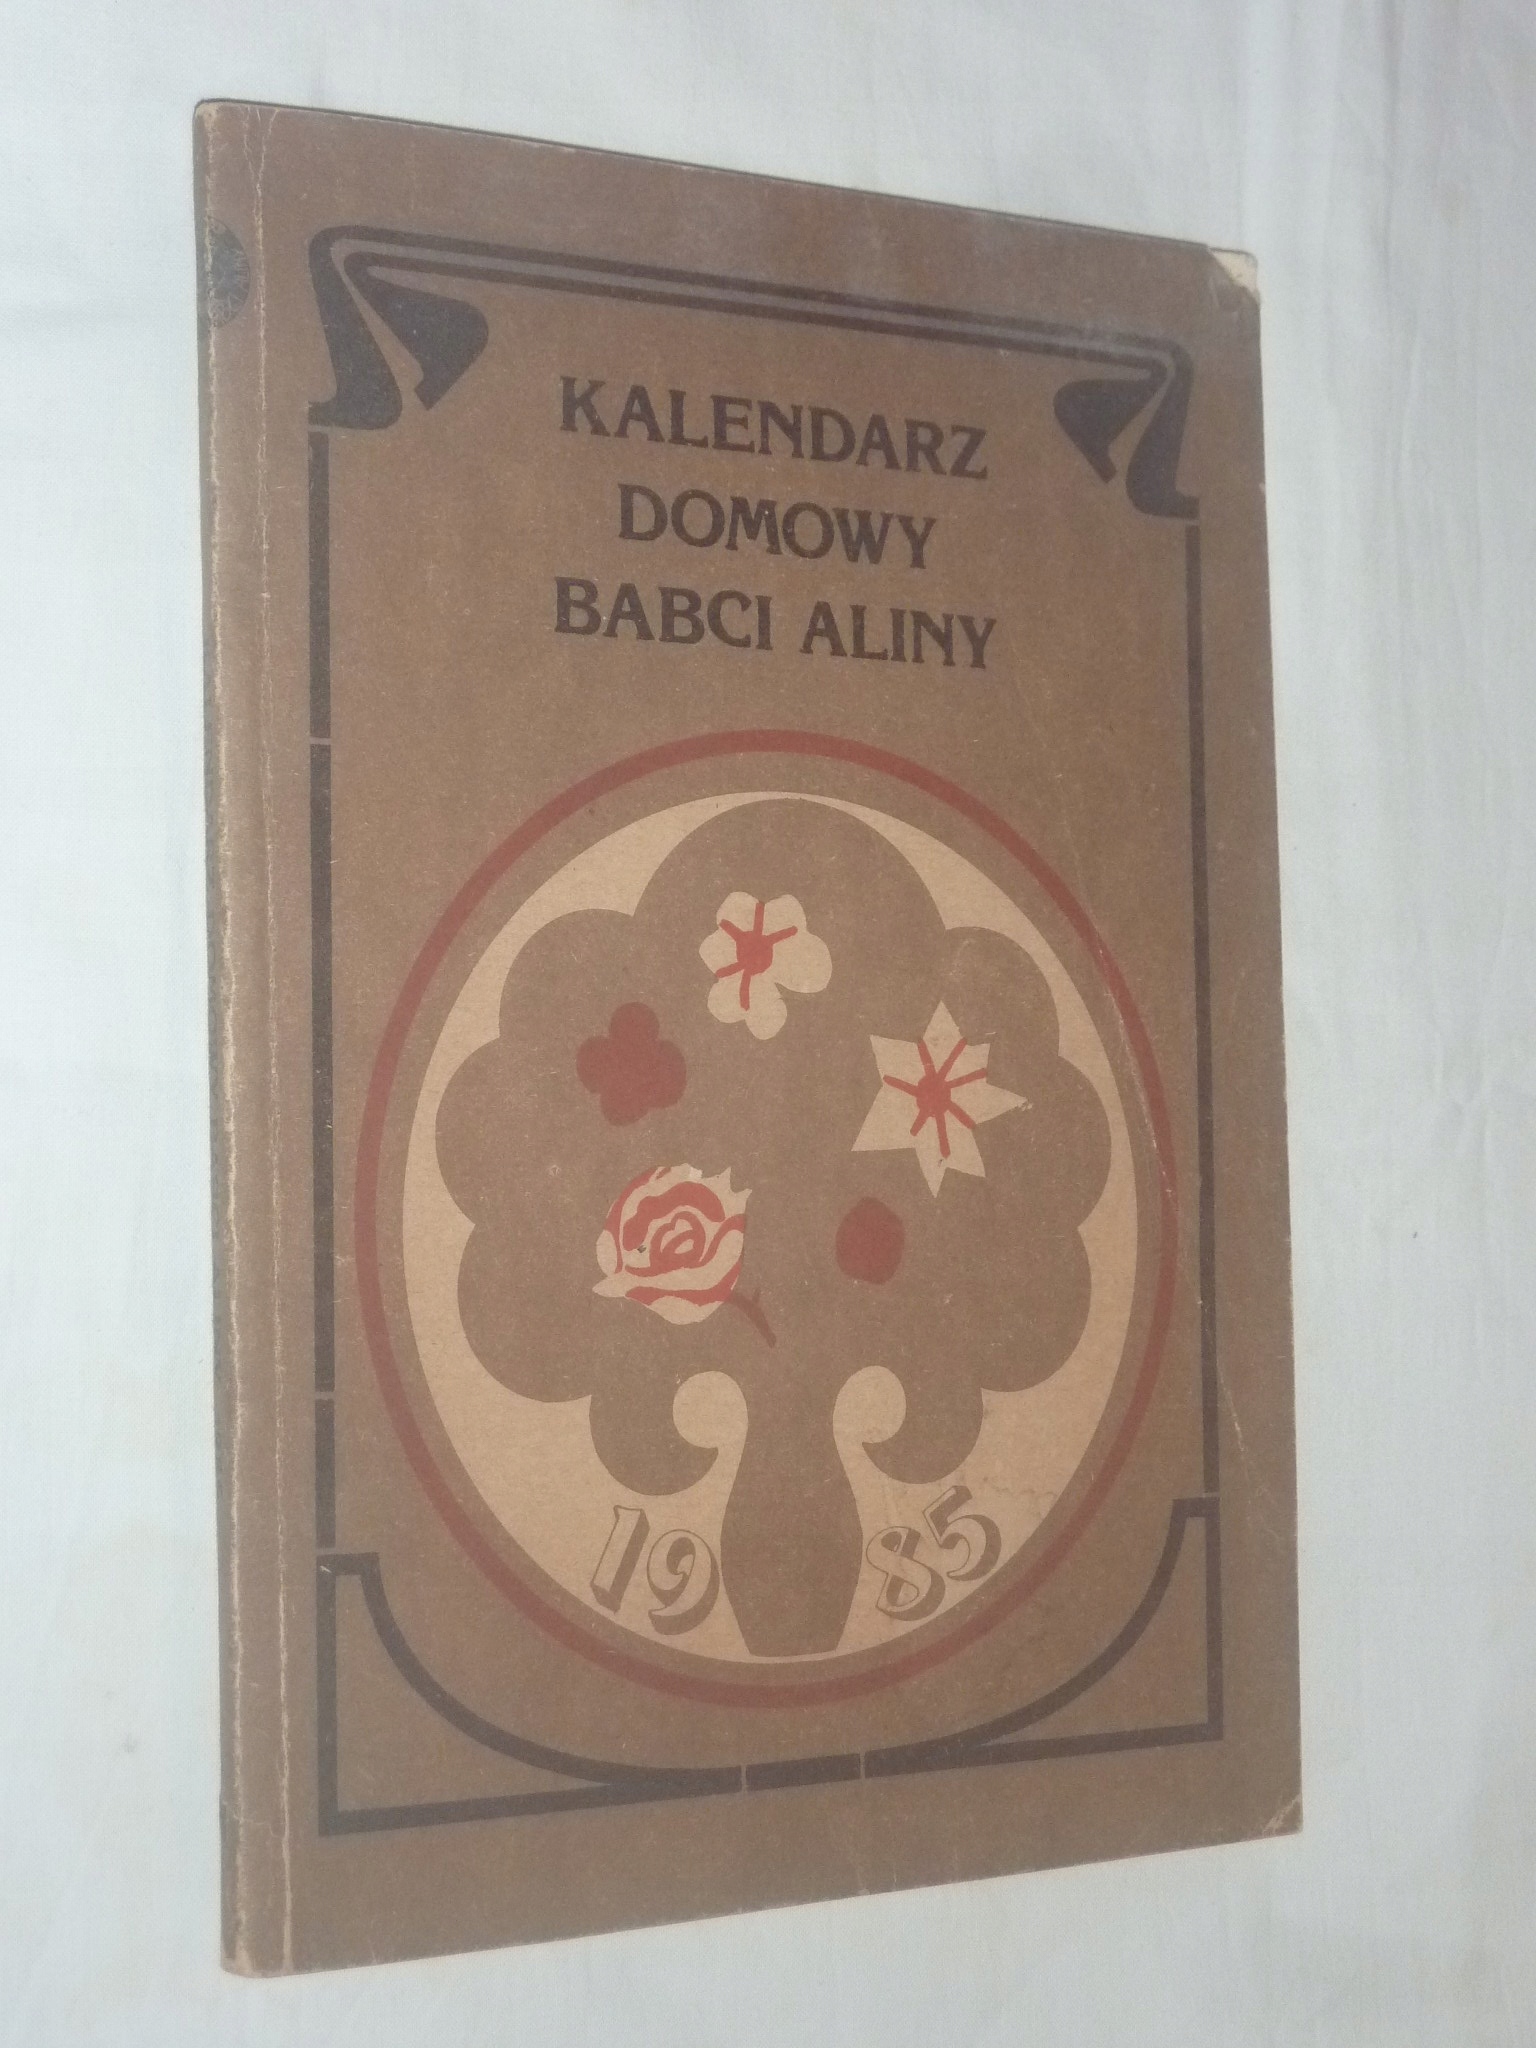 KALENDARZ
DOMOWY
BABCI ALINY
1985